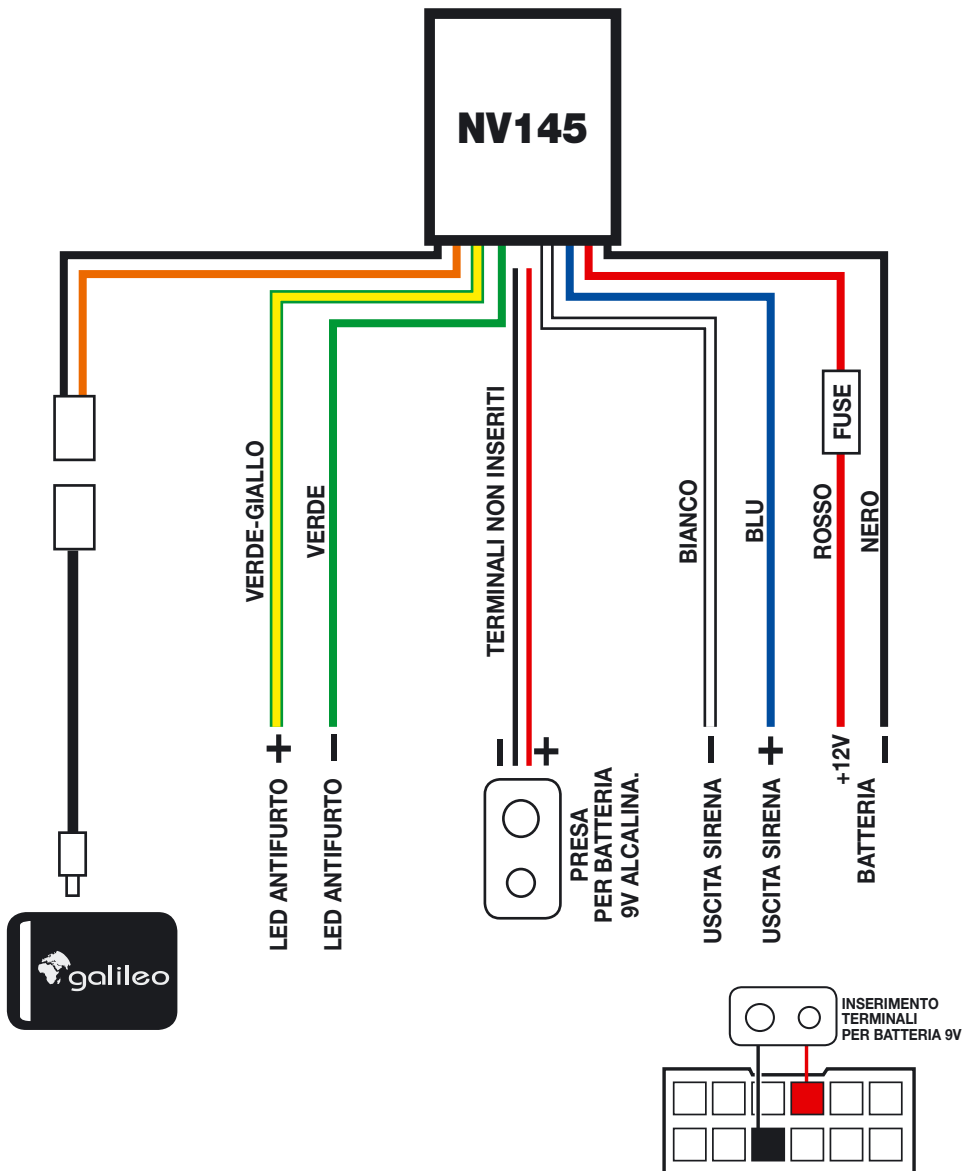 NV145
VERDE-GIALLO
VERDE
TERMINALI NON INSERITI
BIANCO
BLU
FUSE
ROSSO
NERO
+
−
−
+
−
+
+12V
−
LED ANTIFURTO
LED ANTIFURTO
PRESA
PER BATTERIA
9V ALCALINA.
USCITA SIRENA
USCITA SIRENA
BATTERIA
galileo
INSERIMENTO
TERMINALI
PER BATTERIA 9V